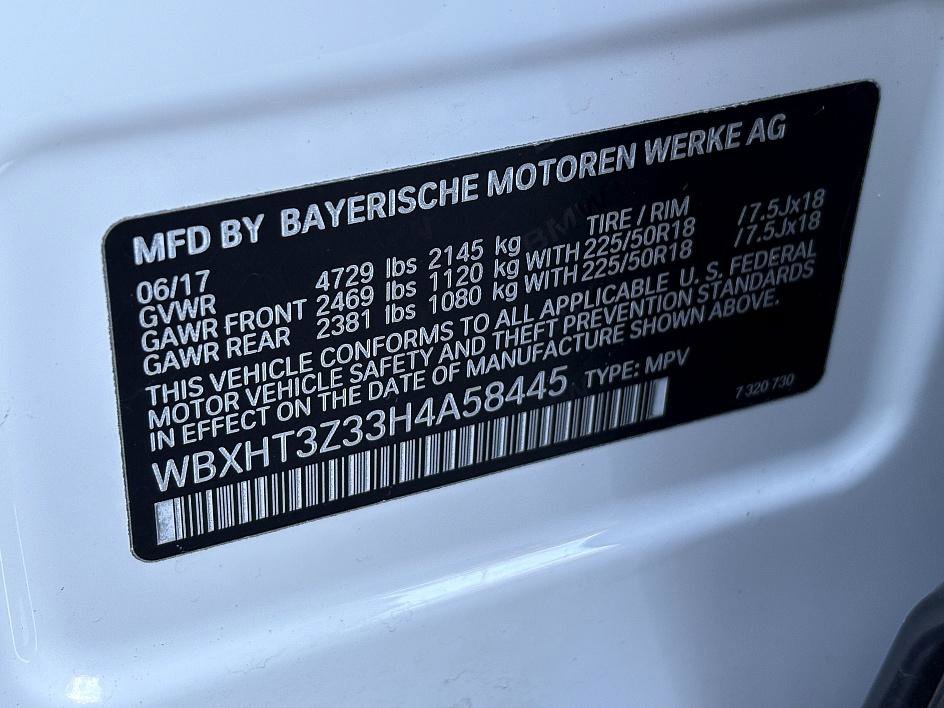 MFD BY BAYERISCHE MOTOREN WERKE AG
06/17 TIRE / RIM
GVWR 4729 lbs 2145 kg
GAWR FRONT 2469 lbs 1120 kg WITH 225/50R18 /7.5Jx18
GAWR REAR 2381 lbs 1080 kg WITH 225/50R18 /7.5Jx18
THIS VEHICLE CONFORMS TO ALL APPLICABLE U. S. FEDERAL
MOTOR VEHICLE SAFETY AND THEFT PREVENTION STANDARDS
IN EFFECT ON THE DATE OF MANUFACTURE SHOWN ABOVE.
WBXHT3Z33H4A58445 TYPE: MPV
7 320 730